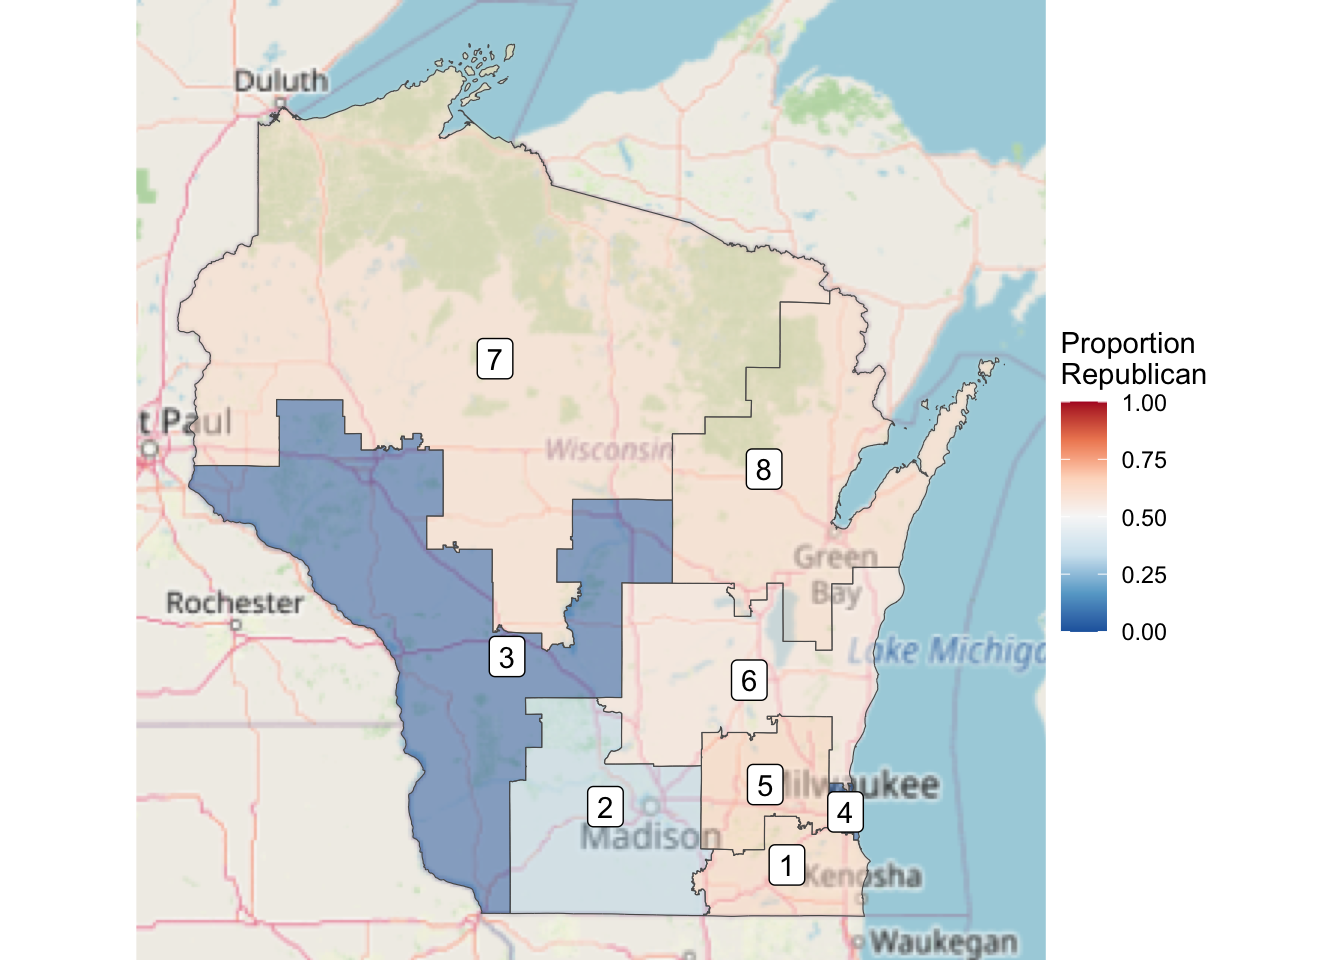 Duluth
7
t Paul
Wisconsin
8
Green
Bay
Rochester
3
Lake Michiga
6
5
Milwaukee
4
2
Madison
1
Kenosha
Waukegan
Proportion
Republican
1.00
0.75
0.50
0.25
0.00